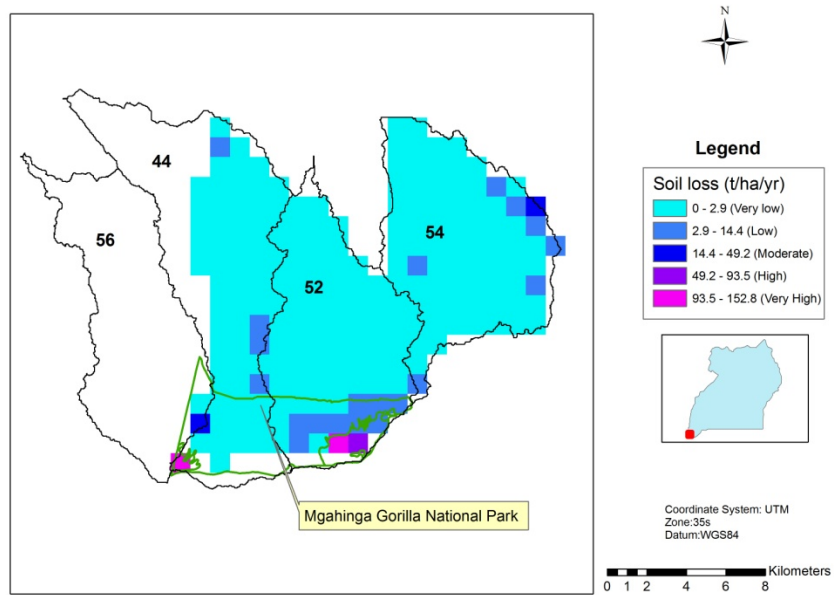 N
44
56
54
52
Mgahinga Gorilla National Park
Legend
Soil loss (t/ha/yr)
0 - 2.9 (Very low)
2.9 - 14.4 (Low)
14.4 - 49.2 (Moderate)
49.2 - 93.5 (High)
93.5 - 152.8 (Very High)
Coordinate System: UTM
Zone:35s
Datum:WGS84
Kilometers
0 1 2 4 6 8